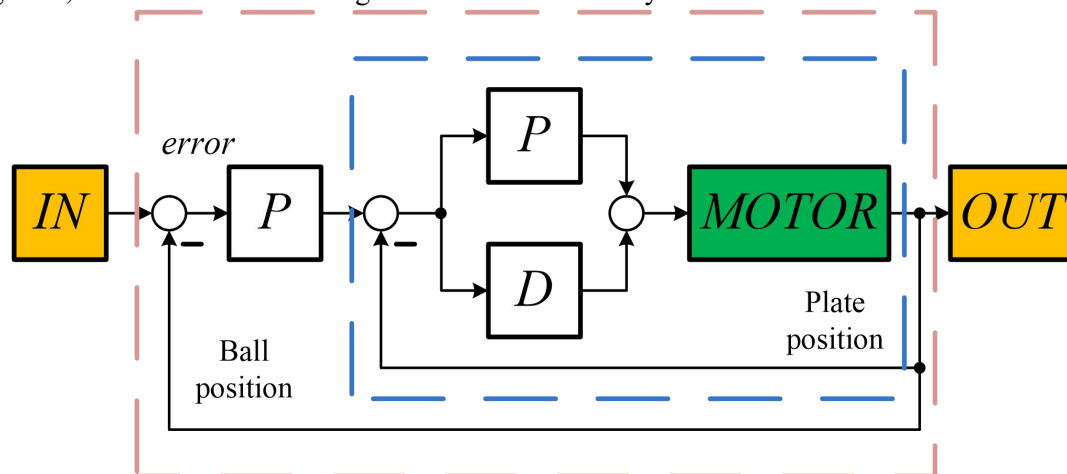 error
IN
P
P
D
MOTOR
OUT
Plate
position
Ball
position